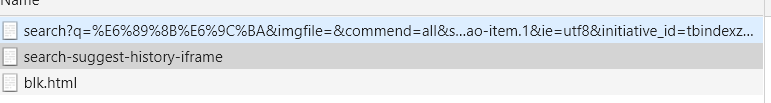 Name
search?q=%E6%89%8B%E6%9C%BA&imgfile=&commend=all&s...ao-item.1&ie=utf8&initiative_id=tbindexz...
search-suggest-history-iframe
blk.html